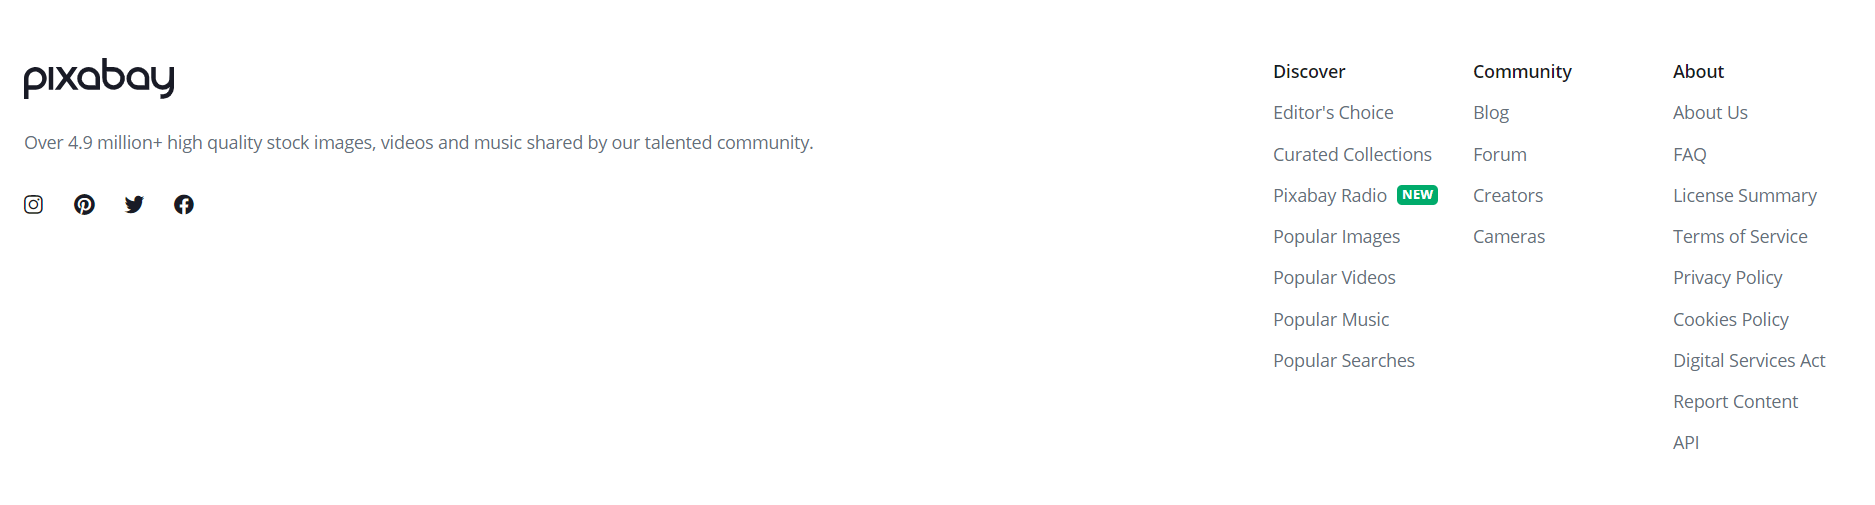 pixabay
Over 4.9 million+ high quality stock images, videos and music shared by our talented community.
Discover
Editor's Choice
Curated Collections
Pixabay Radio NEW
Popular Images
Popular Videos
Popular Music
Popular Searches
Community
Blog
Forum
Creators
Cameras
About
About Us
FAQ
License Summary
Terms of Service
Privacy Policy
Cookies Policy
Digital Services Act
Report Content
API